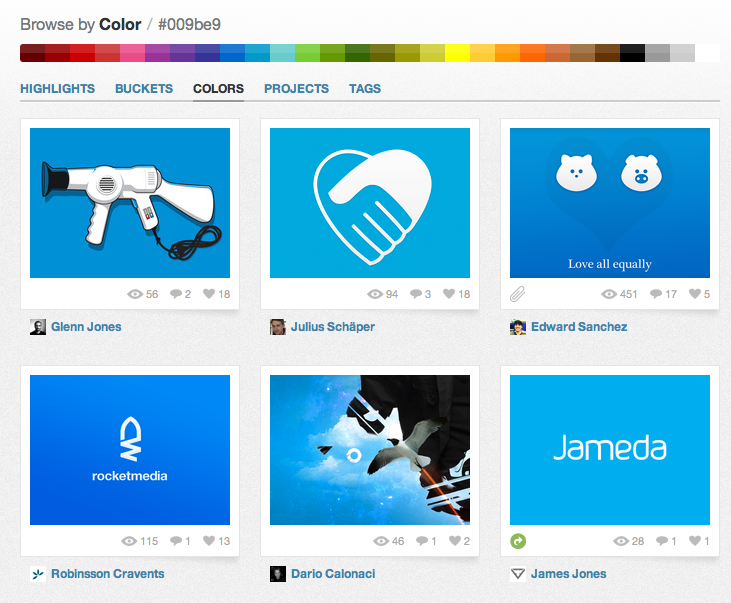 Browse by Color / #009be9
HIGHLIGHTS BUCKETS COLORS PROJECTS TAGS
Love all equally
56 2 18
94 3 18
451 17 5
Glenn Jones
Julius Schäper
Edward Sanchez
rocketmedia
Jameda
115 1 13
46 1 2
28 1 1
Robinsson Cravents
Dario Calonaci
James Jones